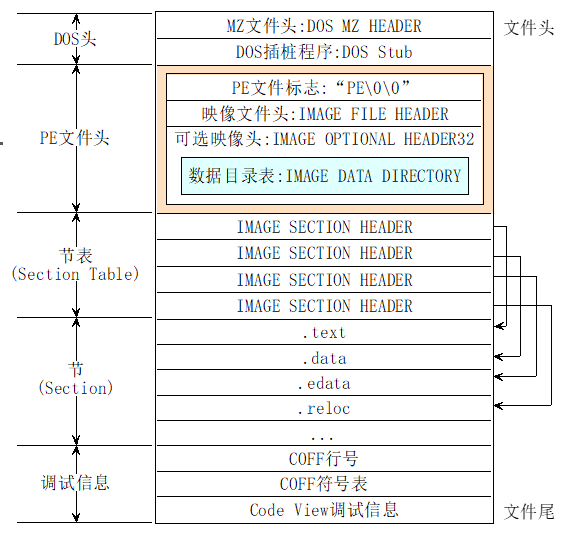 DOS头
MZ文件头:DOS MZ HEADER
文件头
DOS插桩程序:DOS Stub
PE文件头
PE文件标志:“PE\0\0”
映像文件头:IMAGE FILE HEADER
可选映像头:IMAGE OPTIONAL HEADER32
数据目录表:IMAGE DATA DIRECTORY
节表
(Section Table)
IMAGE SECTION HEADER
IMAGE SECTION HEADER
IMAGE SECTION HEADER
IMAGE SECTION HEADER
节
(Section)
.text
.data
.edata
.reloc
...
调试信息
COFF行号
COFF符号表
Code View调试信息
文件尾